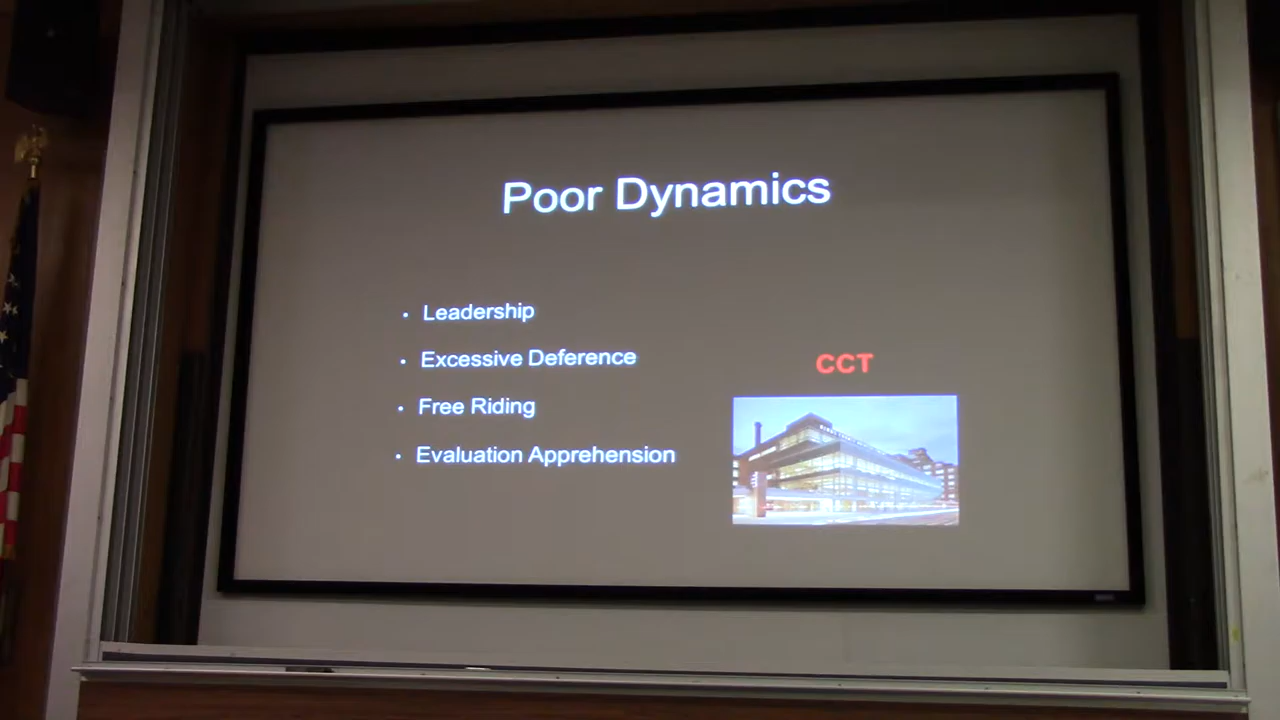 Poor Dynamics
• Leadership
• Excessive Deference
• Free Riding
• Evaluation Apprehension
CCT